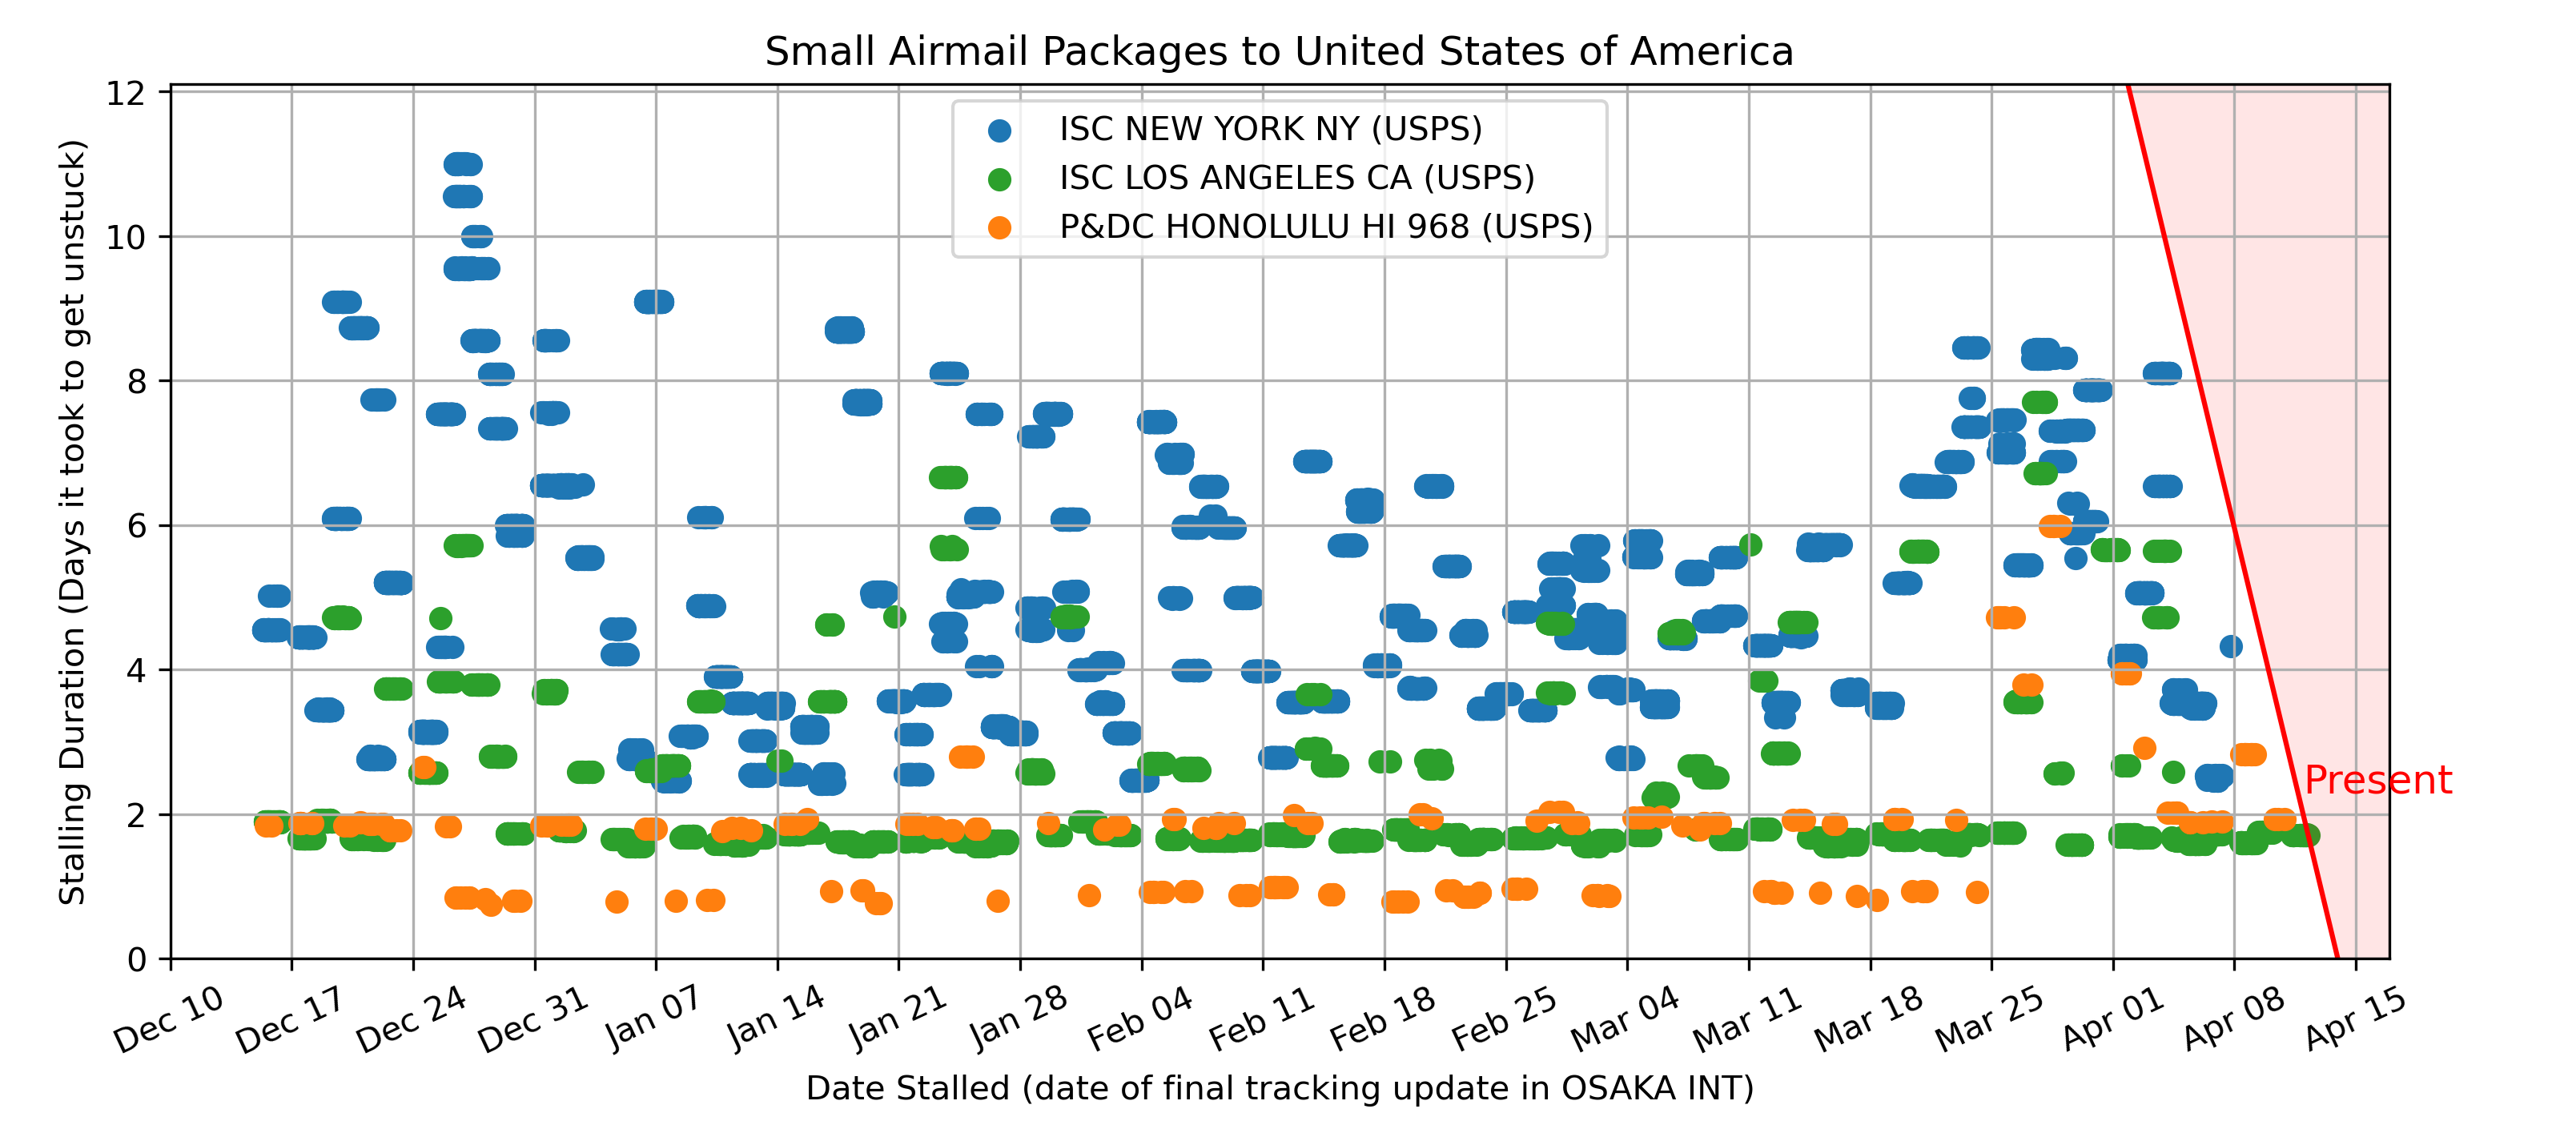 Small Airmail Packages to United States of America
12
10
8
6
4
2
0
Stalling Duration (Days it took to get unstuck)
ISC NEW YORK NY (USPS)
ISC LOS ANGELES CA (USPS)
P&DC HONOLULU HI 968 (USPS)
Present
Dec 10
Dec 17
Dec 24
Dec 31
Jan 07
Jan 14
Jan 21
Jan 28
Feb 04
Feb 11
Feb 18
Feb 25
Mar 04
Mar 11
Mar 18
Mar 25
Apr 01
Apr 08
Apr 15
Date Stalled (date of final tracking update in OSAKA INT)